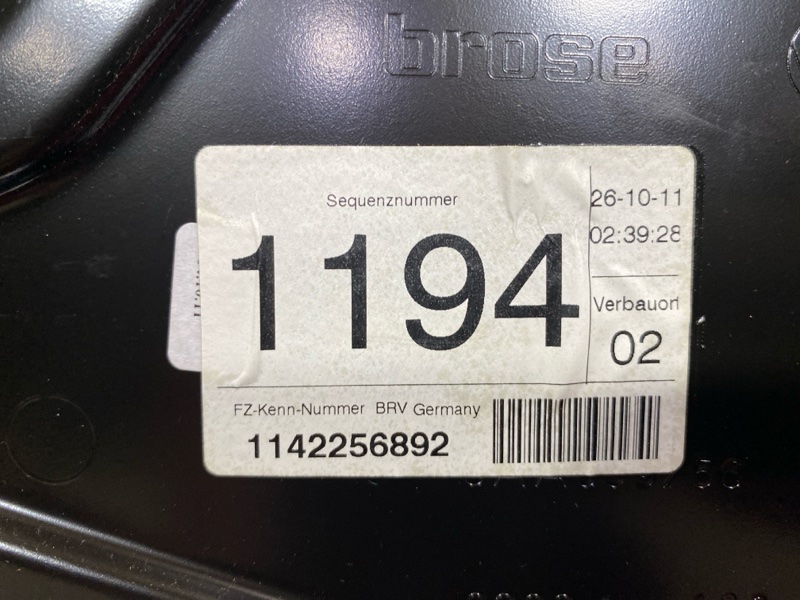 brose
Sequenznummer
1194
26-10-11
02:39:28
Verbauort
02
FZ-Kenn-Nummer BRV Germany
1142256892